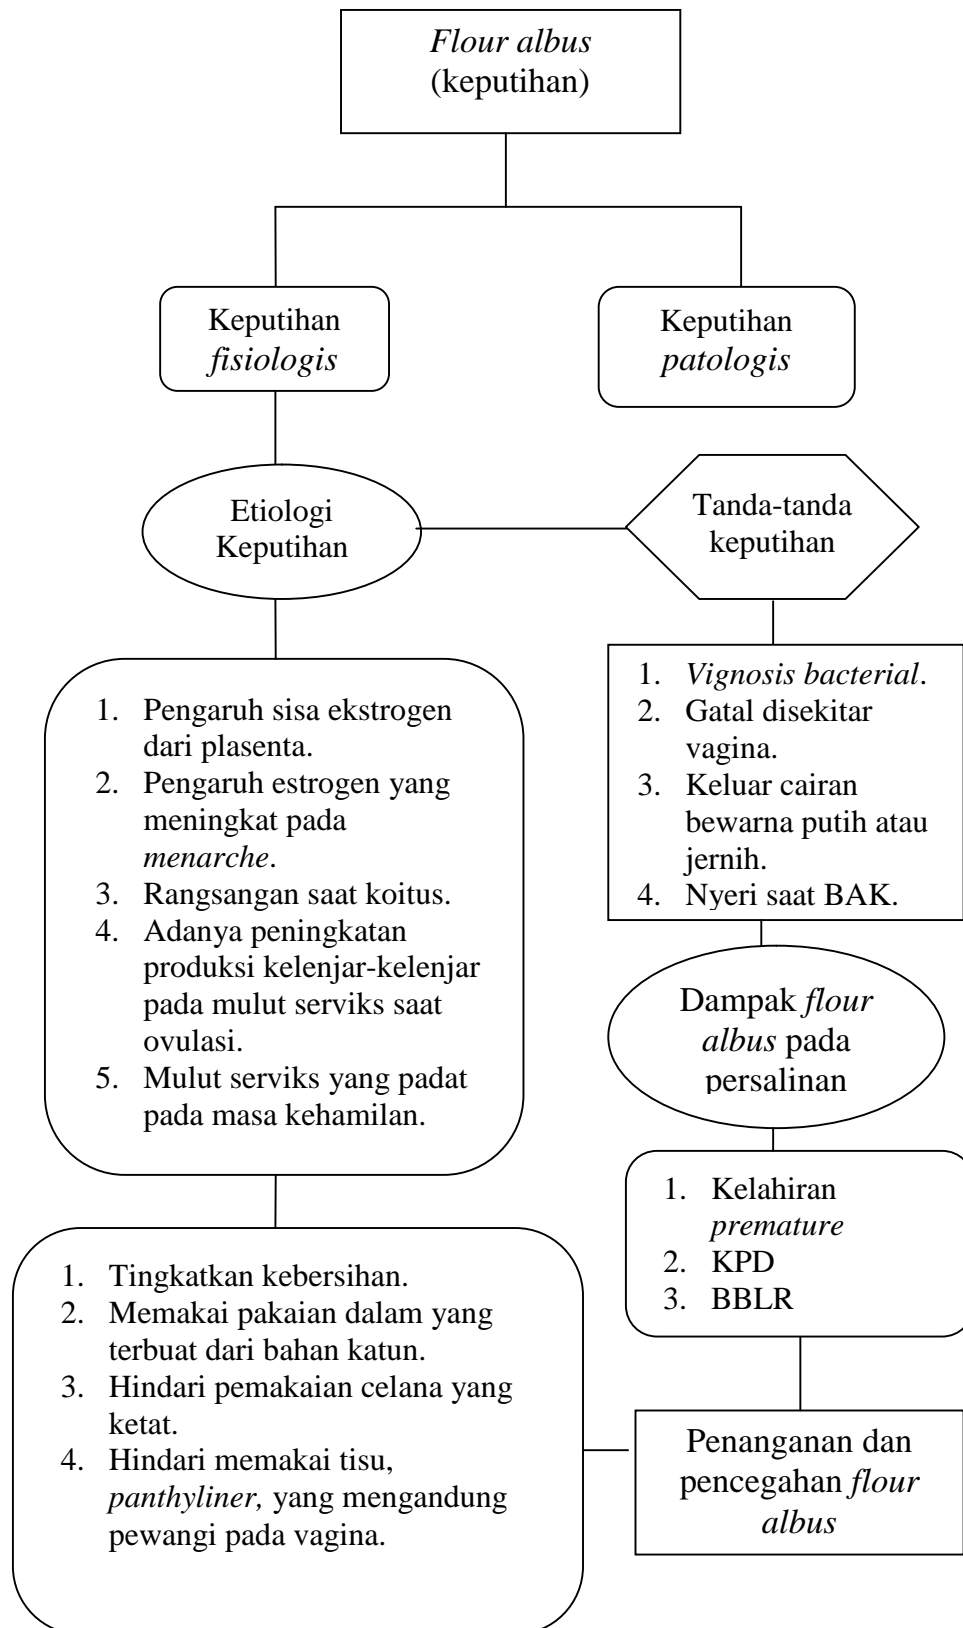 Flour albus
(keputihan)
Keputihan
fisiologis
Keputihan
patologis
Etiologi
Keputihan
Tanda-tanda
keputihan
1. Pengaruh sisa ekstrogen
dari plasenta.
2. Pengaruh estrogen yang
meningkat pada
menarche.
3. Rangsangan saat koitus.
4. Adanya peningkatan
produksi kelenjar-kelenjar
pada mulut serviks saat
ovulasi.
5. Mulut serviks yang padat
pada masa kehamilan.
1. Vignosis bacterial.
2. Gatal disekitar
vagina.
3. Keluar cairan
bewarna putih atau
jernih.
4. Nyeri saat BAK.
Dampak flour
albus pada
persalinan
1. Kelahiran
premature
2. KPD
3. BBLR
1. Tingkatkan kebersihan.
2. Memakai pakaian dalam yang
terbuat dari bahan katun.
3. Hindari pemakaian celana yang
ketat.
4. Hindari memakai tisu,
panthyliner, yang mengandung
pewangi pada vagina.
Penanganan dan
pencegahan flour
albus